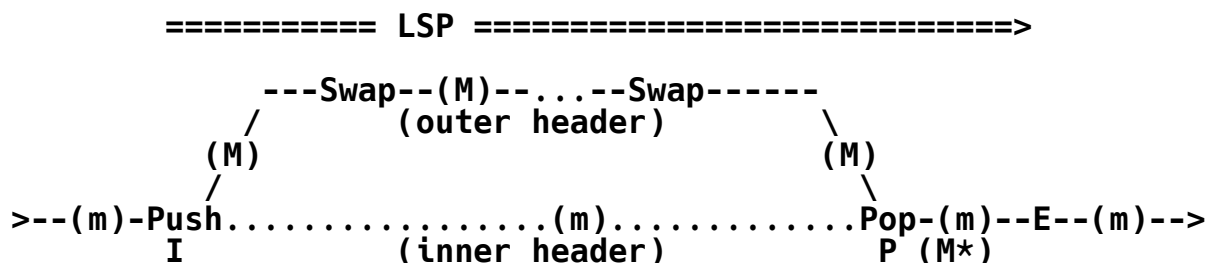 =========== LSP ============================>
---Swap--(M)--...--Swap------
/ (outer header) \
(M) (M)
/ \
>--(m)-Push.................(m).............Pop-(m)--E--(m)-->
I (inner header) P (M*)